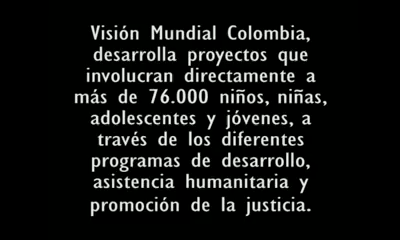 Visión Mundial Colombia,
desarrolla proyectos que
involucran directamente a
más de 76.000 niños, niñas,
adolescentes y jóvenes, a
través de los diferentes
programas de desarrollo,
asistencia humanitaria y
promoción de la justicia.